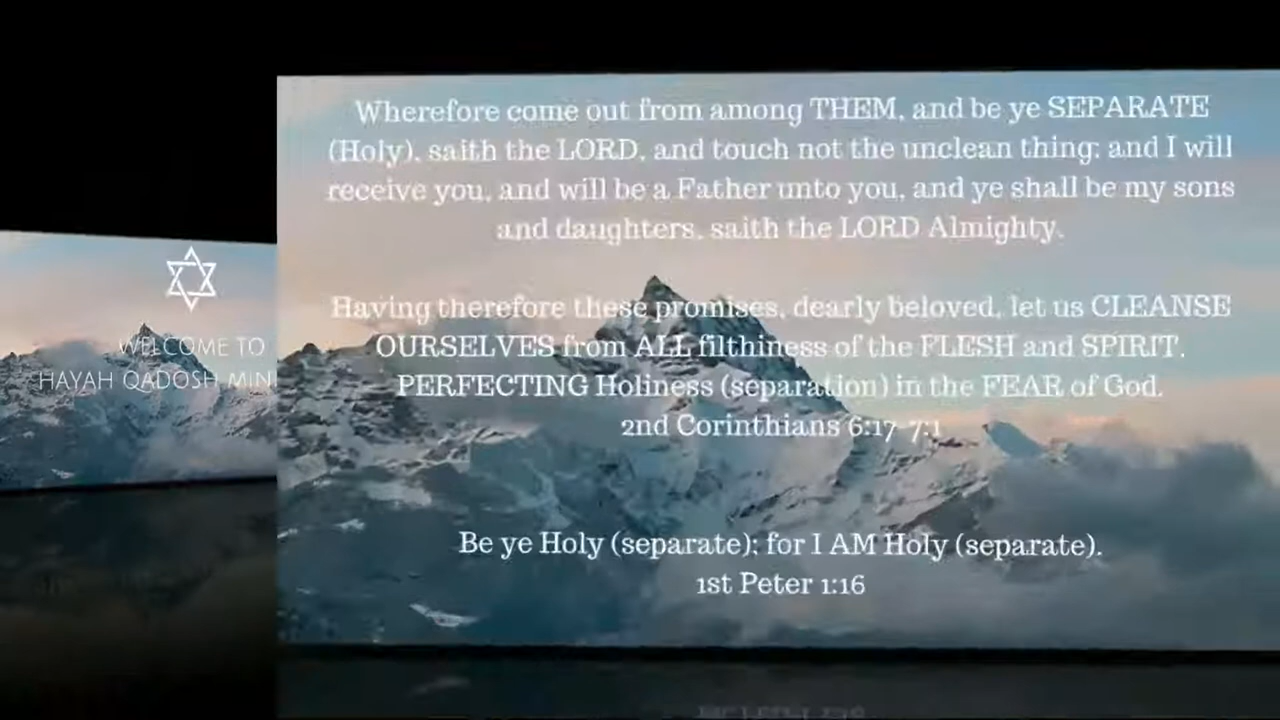 WELCOME TO
HAYAH QADOSH MIN
Wherefore come out from among THEM, and be ye SEPARATE
(Holy), saith the LORD, and touch not the unclean thing; and I will
receive you, and will be a Father unto you, and ye shall be my sons
and daughters, saith the LORD Almighty.
Having therefore these promises, dearly beloved, let us CLEANSE
OURSELVES from ALL filthiness of the FLESH and SPIRIT,
PERFECTING Holiness (separation) in the FEAR of God.
2nd Corinthians 6:17-7:1
Be ye Holy (separate); for I AM Holy (separate).
1st Peter 1:16